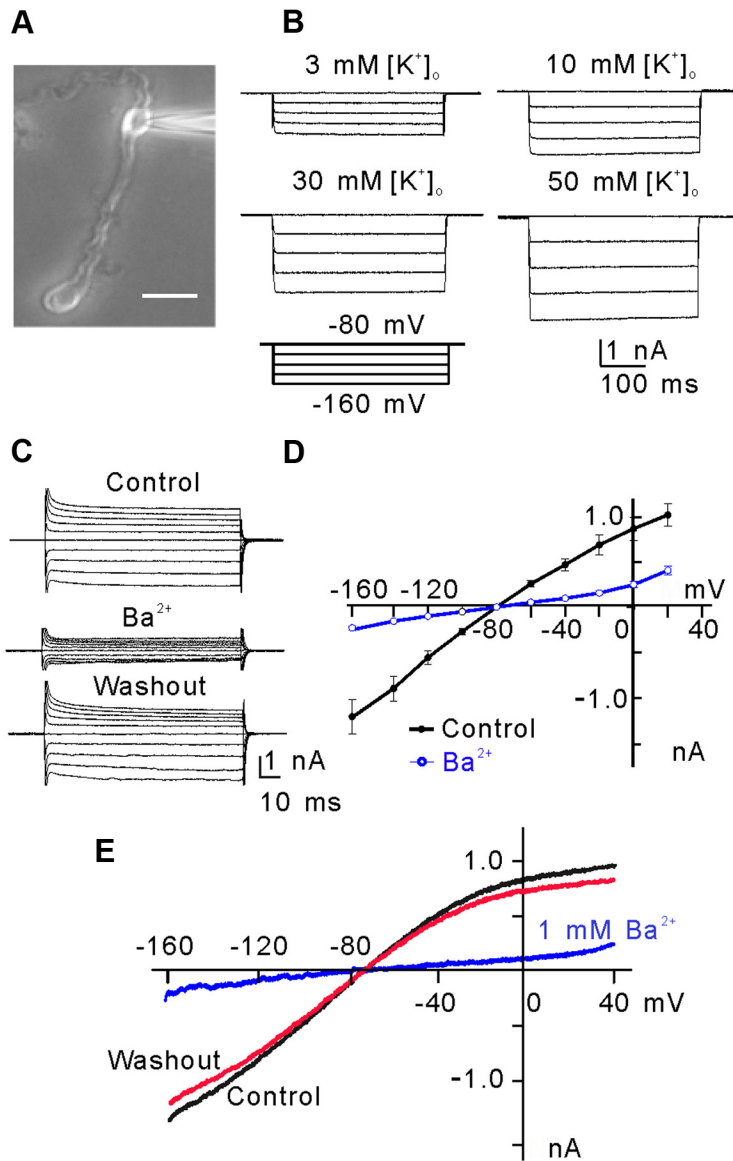 A
B
3 mM [K⁺]ₒ
10 mM [K⁺]ₒ
30 mM [K⁺]ₒ
50 mM [K⁺]ₒ
-80 mV
-160 mV
1 nA
100 ms
C
Control
Ba²⁺
Washout
1 nA
10 ms
D
1.0
-160 -120 mV
-80 -40 0 40
-1.0
Control
Ba²⁺
nA
E
1.0
1 mM Ba²⁺
-160 -120 -80
-40 0 40 mV
Washout
Control
-1.0
nA